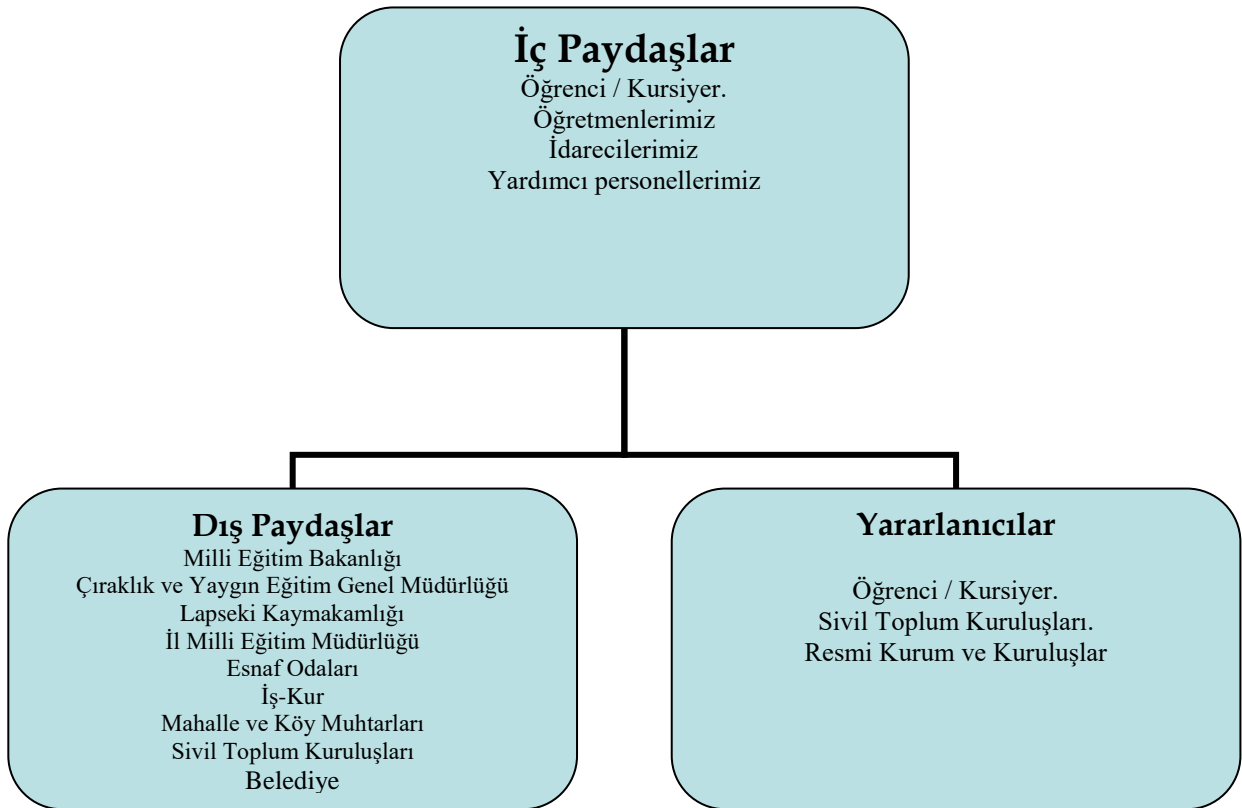 İç Paydaşlar
Öğrenci / Kursiyer.
Öğretmenlerimiz
İdarecilerimiz
Yardımcı personellerimiz
Dış Paydaşlar
Milli Eğitim Bakanlığı
Çıraklık ve Yaygın Eğitim Genel Müdürlüğü
Lapseki Kaymakamlığı
İl Milli Eğitim Müdürlüğü
Esnaf Odaları
İş-Kur
Mahalle ve Köy Muhtarları
Sivil Toplum Kuruluşları
Belediye
Yararlanıcılar
Öğrenci / Kursiyer.
Sivil Toplum Kuruluşları.
Resmi Kurum ve Kuruluşlar